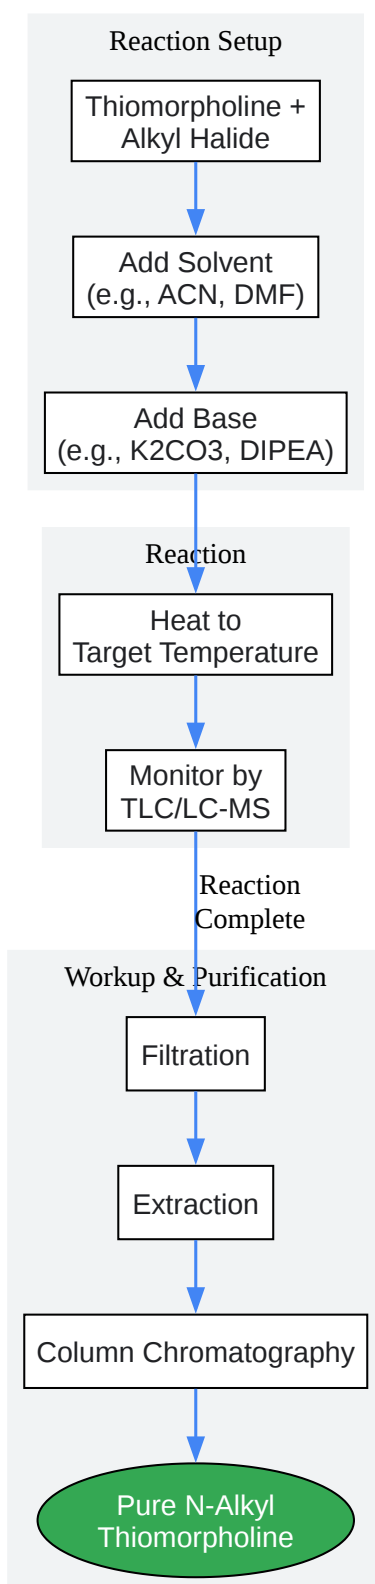 Reaction Setup
Thiomorpholine +
Alkyl Halide
Add Solvent
(e.g., ACN, DMF)
Add Base
(e.g., K2CO3, DIPEA)
Reaction
Heat to
Target Temperature
Monitor by
TLC/LC-MS
Reaction
Complete
Workup & Purification
Filtration
Extraction
Column Chromatography
Pure N-Alkyl
Thiomorpholine